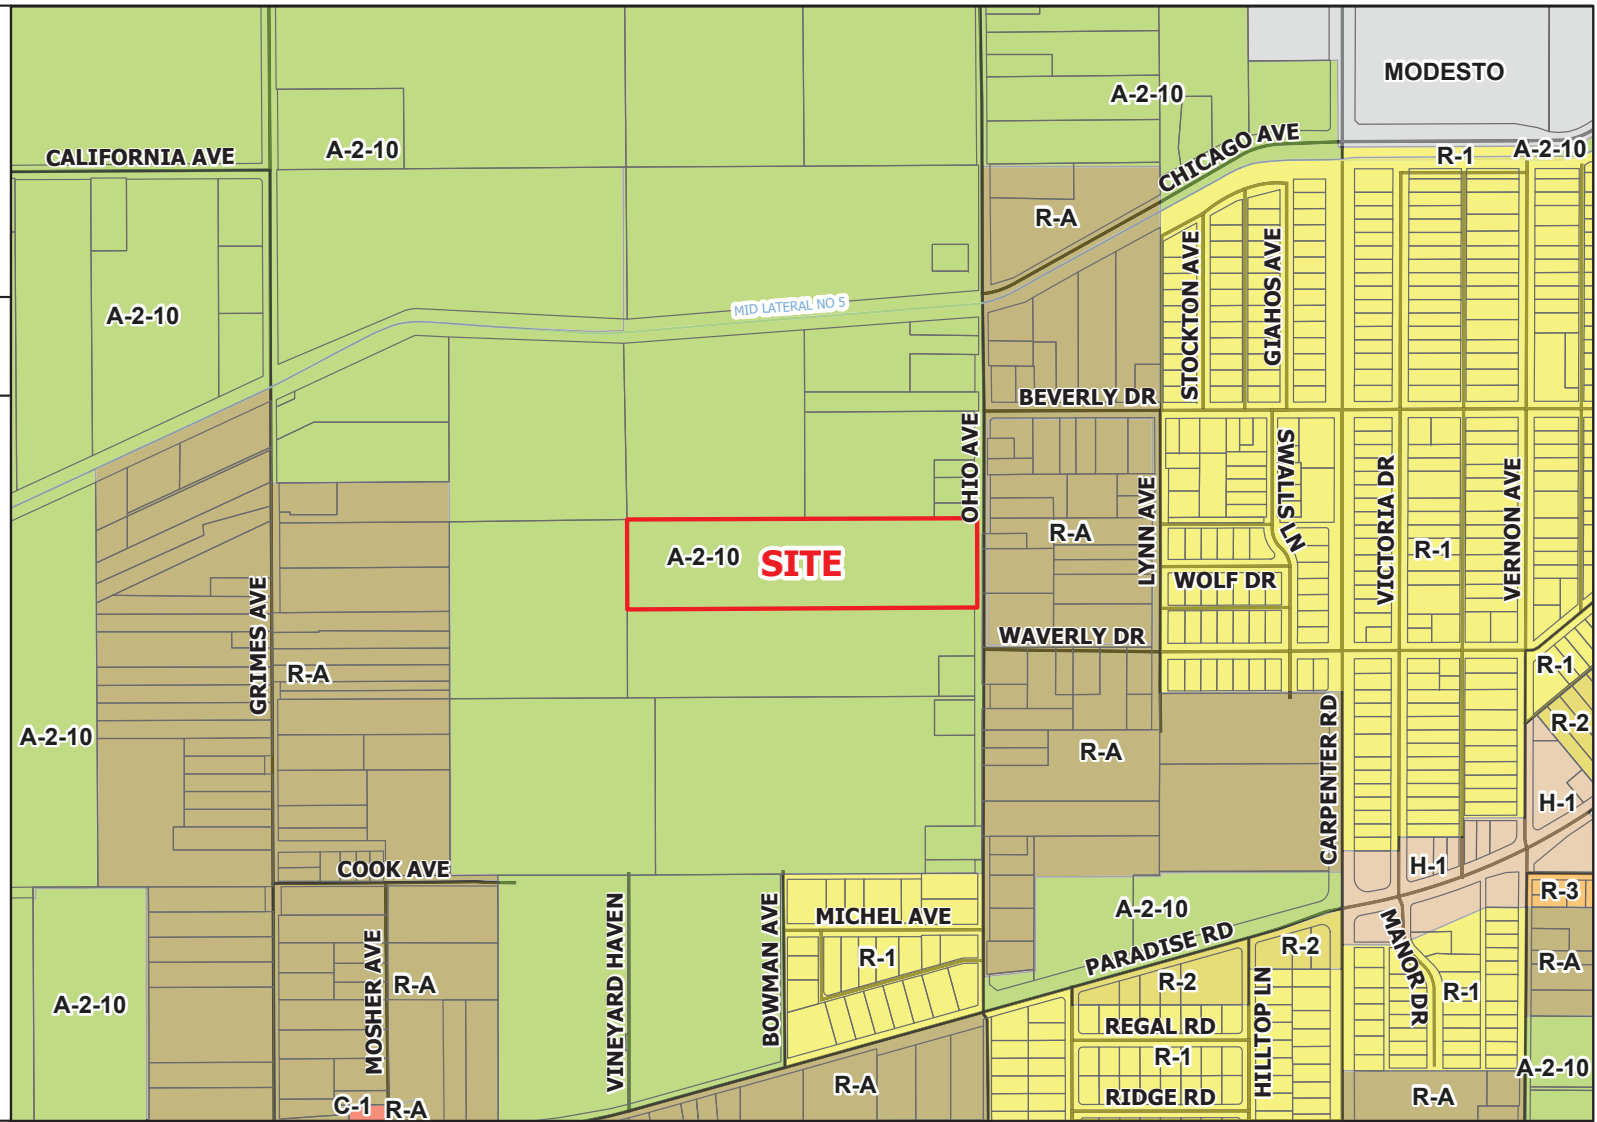 MODESTO
A-2-10
CHICAGO AVE
CALIFORNIA AVE
A-2-10
R-1
A-2-10
R-A
STOCKTON AVE
GIAHOS AVE
A-2-10
MID LATERAL NO 5
BEVERLY DR
OHIO AVE
SWALLS LN
VICTORIA DR
VERNON AVE
LYNN AVE
R-A
R-1
A-2-10
SITE
WOLF DR
GRIMES AVE
WAVERLY DR
R-A
R-1
A-2-10
R-2
R-A
CARPENTER RD
H-1
COOK AVE
H-1
R-3
MICHEL AVE
A-2-10
VINEYARD HAVEN
BOWMAN AVE
PARADISE RD
MANOR DR
R-2
R-1
R-A
MOSHER AVE
R-A
R-2
R-1
A-2-10
HILLTOP LN
REGAL RD
R-1
A-2-10
R-A
RIDGE RD
R-A
C-1
R-A